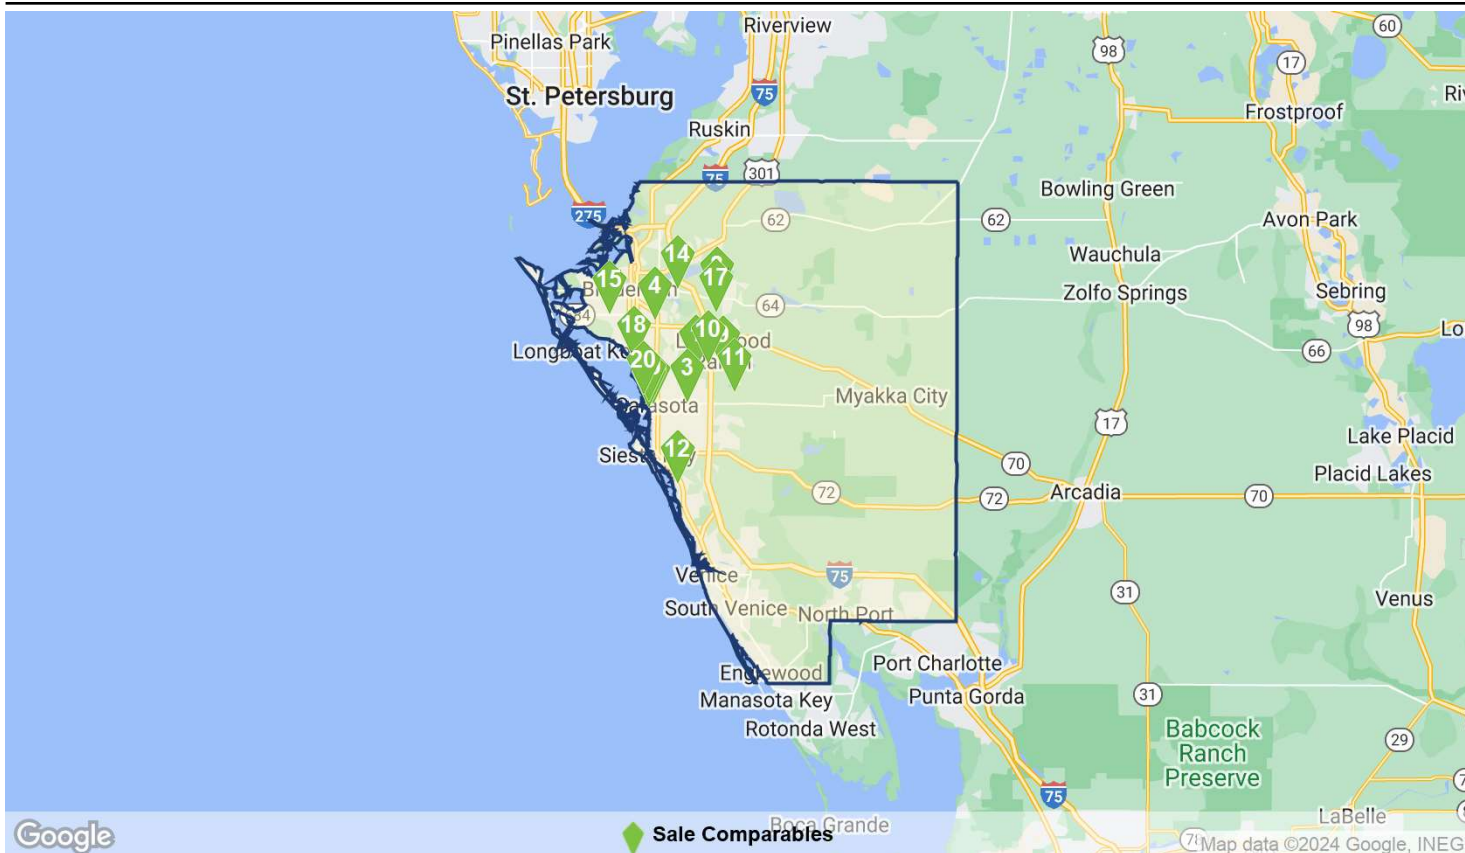 Riverview
Pinellas Park
60
98
17
75
St. Petersburg
Frostproof
Ruskin
75
301
Bowling Green
275
62
62
Avon Park
Wauchula
14
17
15
4
64
Zolfo Springs
Sebring
18
10
98
Longboat
66
20
3
11
Myakka City
17
Lake Placid
12
70
Placid Lakes
72
72
Arcadia
70
Venice
75
31
Venus
South Venice
North Port
Port Charlotte
Englewood
Punta Gorda
31
Manasota Key
Rotonda West
Babcock
Ranch
Preserve
29
75
LaBelle
Boca Grande
Google
Sale Comparables
Map data ©2024 Google, INEG